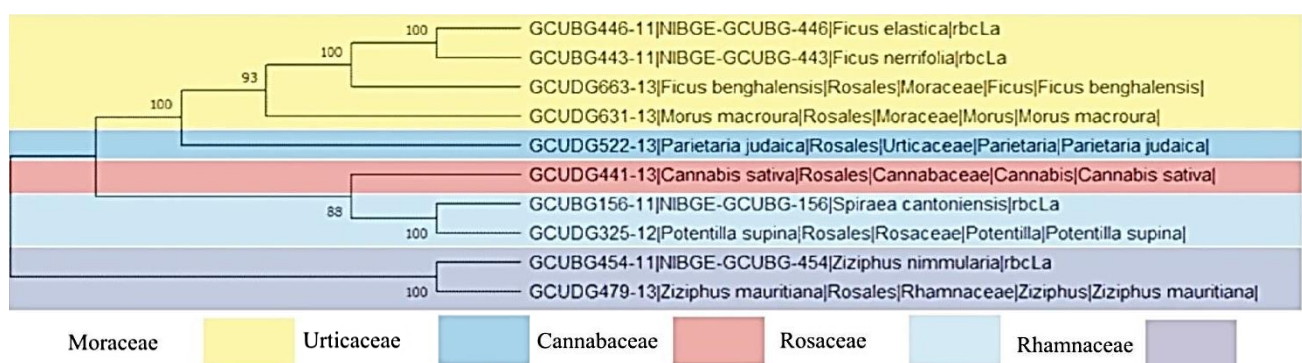 100
GCUBG446-11|NIBGE-GCUBG-446|Ficus elastica|rbcLa
100
GCUBG443-11|NIBGE-GCUBG-443|Ficus nerrifolia|rbcLa
93
GCUDG663-13|Ficus benghalensis|Rosales|Moraceae|Ficus|Ficus benghalensis|
100
GCUDG631-13|Morus macroura|Rosales|Moraceae|Morus|Morus macroura|
GCUDG522-13|Parietaria judaica|Rosales|Urticaceae|Parietaria|Parietaria judaica|
GCUDG441-13|Cannabis sativa|Rosales|Cannabaceae|Cannabis|Cannabis sativa|
88
GCUBG156-11|NIBGE-GCUBG-156|Spiraea cantoniensis|rbcLa
100
GCUDG325-12|Potentilla supina|Rosales|Rosaceae|Potentilla|Potentilla supina|
GCUBG454-11|NIBGE-GCUBG-454|Ziziphus nimmularia|rbcLa
100
GCUDG479-13|Ziziphus mauritiana|Rosales|Rhamnaceae|Ziziphus|Ziziphus mauritiana|
Moraceae Urticaceae Cannabaceae Rosaceae Rhamnaceae